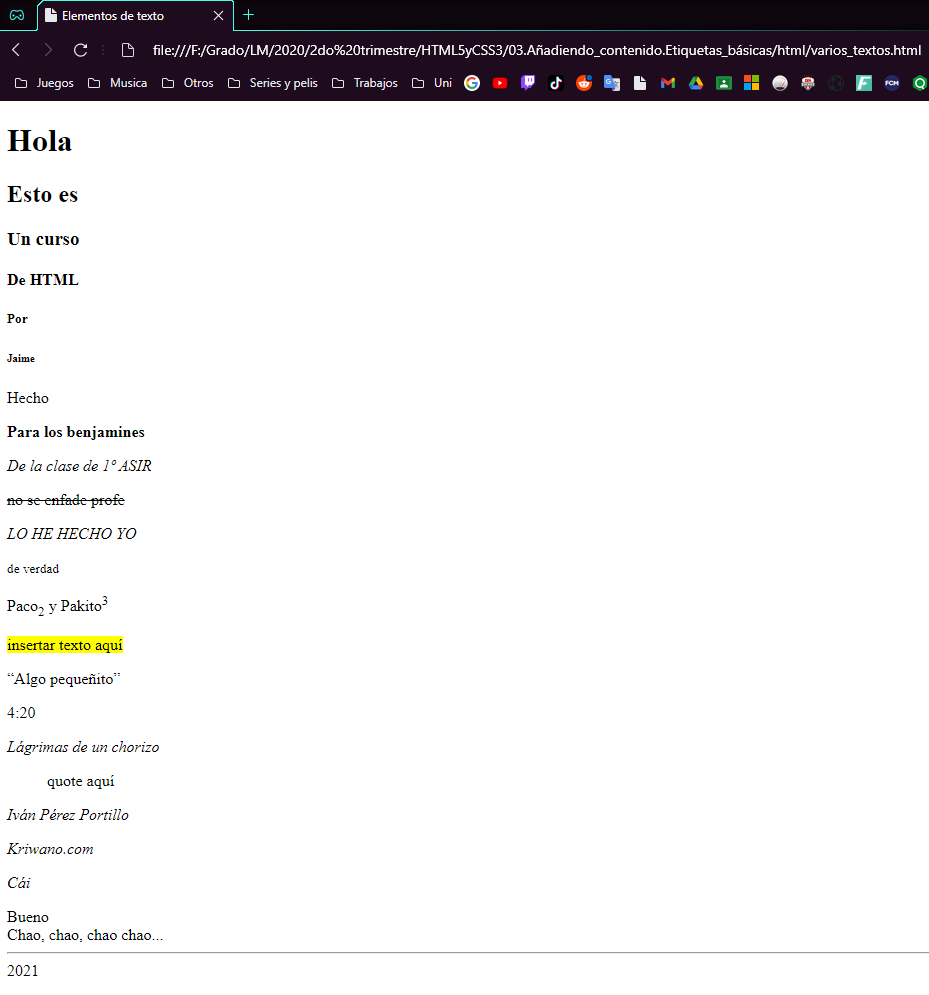 Elementos de texto
file:///F:/Grado/LM/2020/2do%20trimestre/HTML5yCSS3/03.Añadiendo_contenido.Etiquetas_básicas/html/varios_textos.html
Juegos Musica Otros Series y pelis Trabajos Uni FCM
Hola
Esto es
Un curso
De HTML
Por
Jaime
Hecho
Para los benjamines
De la clase de 1º ASIR
no se enfade profe
LO HE HECHO YO
de verdad
Paco₂ y Pakito³
insertar texto aquí
“Algo pequeñito”
4:20
Lágrimas de un chorizo
quote aquí
Iván Pérez Portillo
Kriwano.com
Cái
Bueno
Chao, chao, chao chao...
2021